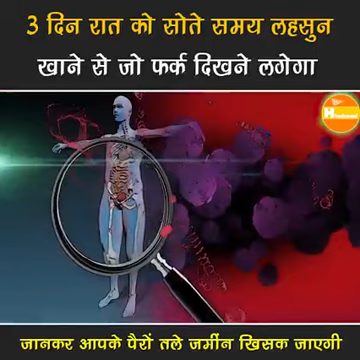 3 दिन रात को सोते समय लहसुन
खाने से जो फर्क दिखने लगेगा
जानकर आपके पैरों तले जमींन खिसक जाएगी